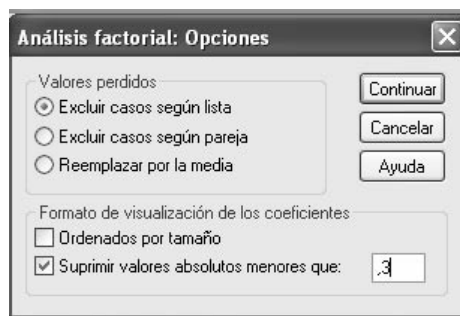 Análisis factorial: Opciones
Valores perdidos
Excluir casos según lista
Excluir casos según pareja
Reemplazar por la media
Continuar
Cancelar
Ayuda
Formato de visualización de los coeficientes
Ordenados por tamaño
Suprimir valores absolutos menores que: ,3